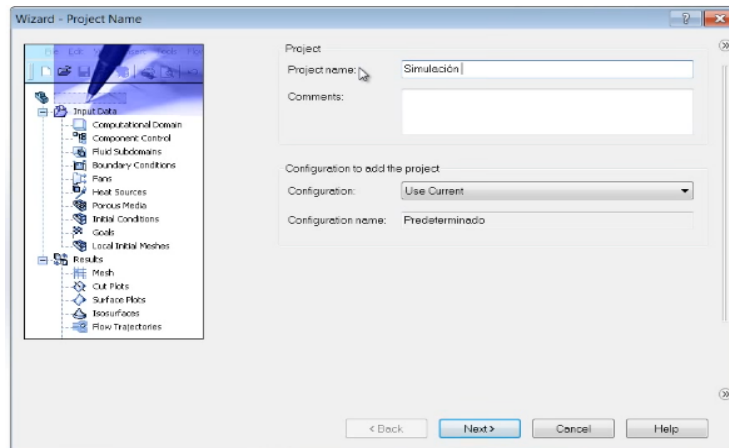 Wizard - Project Name
Project
Project name:
Simulación
Comments:
Configuration to add the project
Configuration:
Use Current
Configuration name:
Predeterminado
Input Data
Computational Domain
Component Control
Fluid Subdomains
Boundary Conditions
Fans
Heat Sources
Porous Media
Initial Conditions
Goals
Local Initial Meshes
Results
Mesh
Cut Plots
Surface Plots
Isosurfaces
Flow Trajectories
< Back
Next >
Cancel
Help